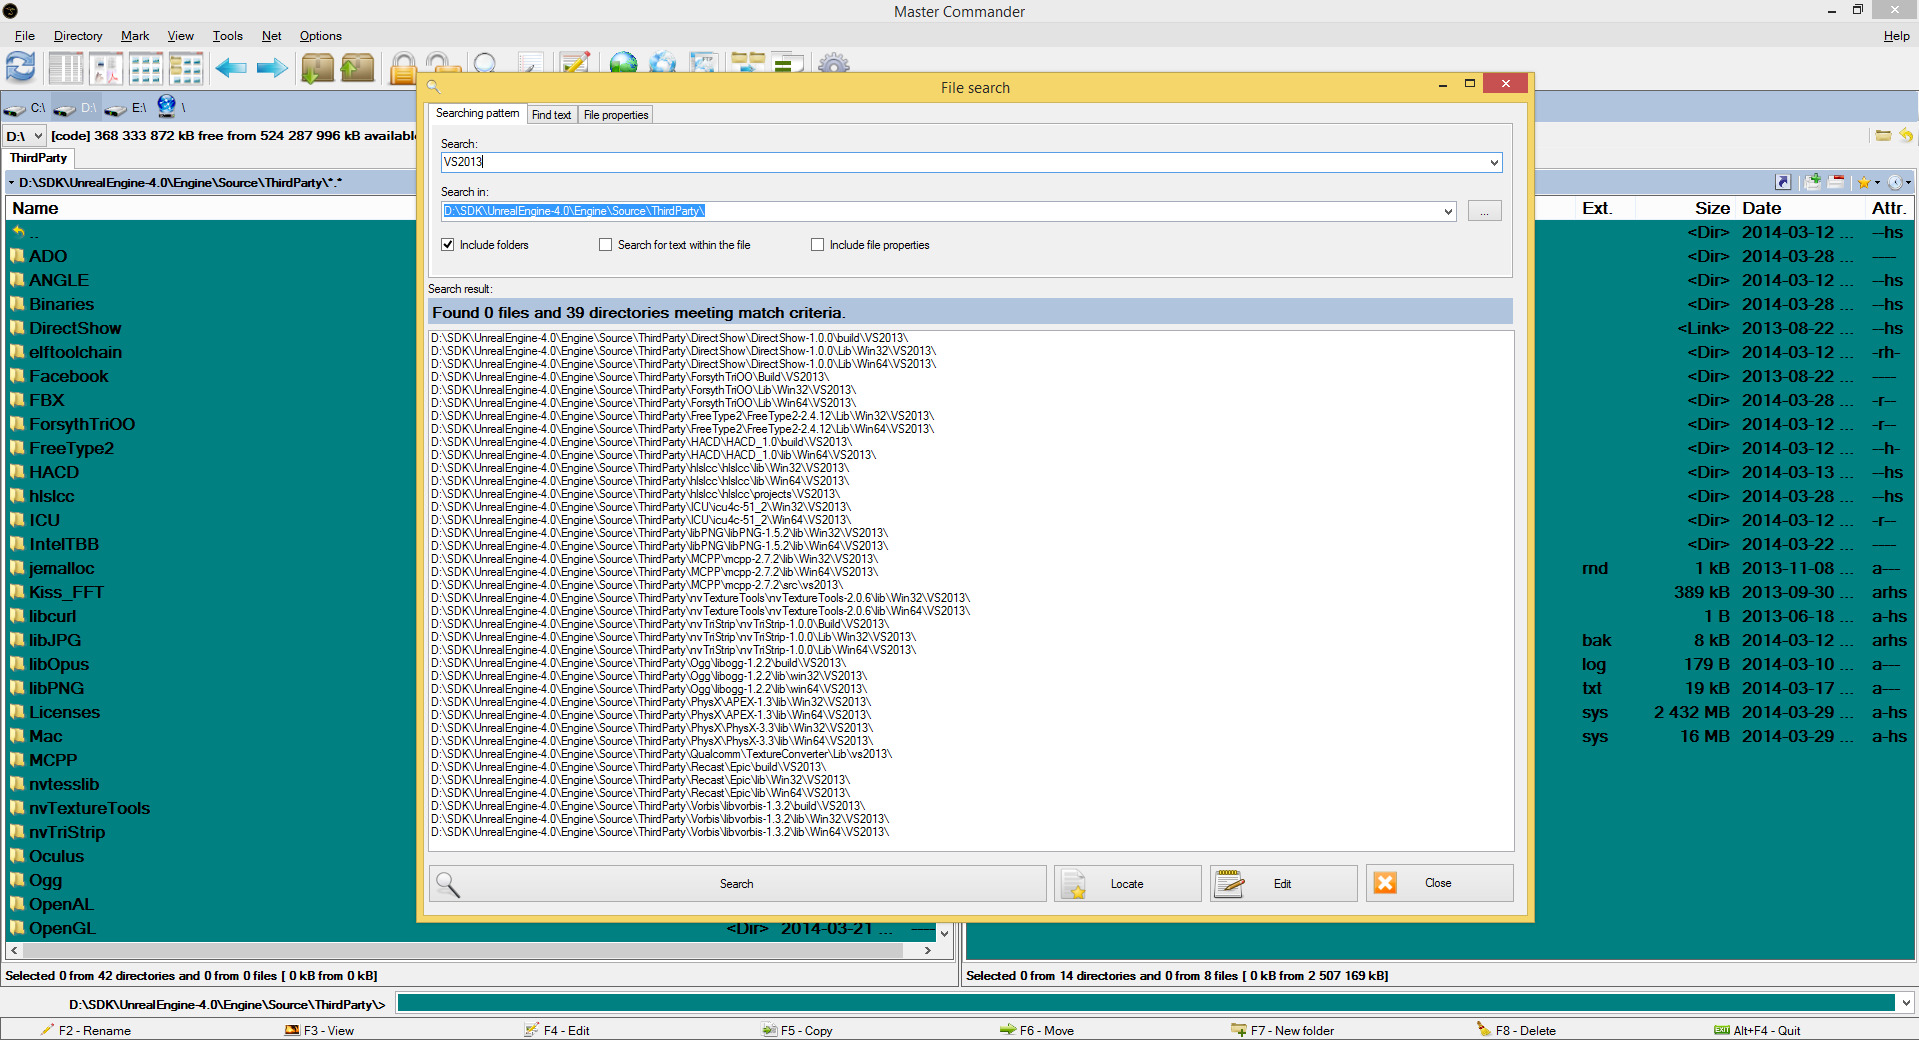 Master Commander
File Directory Mark View Tools Net Options Help
C:\ D:\ E:\ \
D:\ [code] 368 333 872 kB free from 524 287 996 kB availabl
ThirdParty
D:\SDK\UnrealEngine-4.0\Engine\Source\ThirdParty\*.*
Name
..
ADO
ANGLE
Binaries
DirectShow
elftoolchain
Facebook
FBX
ForsythTriOO
FreeType2
HACD
hlslcc
ICU
IntelTBB
jemalloc
Kiss_FFT
libcurl
libJPG
libOpus
libPNG
Licenses
Mac
MCPP
nvtesslib
nvTextureTools
nvTriStrip
Oculus
Ogg
OpenAL
OpenGL <Dir> 2014-03-21 ... ----
File search
Searching pattern Find text File properties
Search:
VS2013
Search in:
D:\SDK\UnrealEngine-4.0\Engine\Source\ThirdParty\
...
Include folders Search for text within the file Include file properties
Search result:
Found 0 files and 39 directories meeting match criteria.
D:\SDK\UnrealEngine-4.0\Engine\Source\ThirdParty\DirectShow\DirectShow-1.0.0\build\VS2013\
D:\SDK\UnrealEngine-4.0\Engine\Source\ThirdParty\DirectShow\DirectShow-1.0.0\Lib\Win32\VS2013\
D:\SDK\UnrealEngine-4.0\Engine\Source\ThirdParty\DirectShow\DirectShow-1.0.0\Lib\Win64\VS2013\
D:\SDK\UnrealEngine-4.0\Engine\Source\ThirdParty\ForsythTriOO\Build\VS2013\
D:\SDK\UnrealEngine-4.0\Engine\Source\ThirdParty\ForsythTriOO\Lib\Win32\VS2013\
D:\SDK\UnrealEngine-4.0\Engine\Source\ThirdParty\ForsythTriOO\Lib\Win64\VS2013\
D:\SDK\UnrealEngine-4.0\Engine\Source\ThirdParty\FreeType2\FreeType2-2.4.12\Lib\Win32\VS2013\
D:\SDK\UnrealEngine-4.0\Engine\Source\ThirdParty\FreeType2\FreeType2-2.4.12\Lib\Win64\VS2013\
D:\SDK\UnrealEngine-4.0\Engine\Source\ThirdParty\HACD\HACD_1.0\build\VS2013\
D:\SDK\UnrealEngine-4.0\Engine\Source\ThirdParty\HACD\HACD_1.0\lib\Win64\VS2013\
D:\SDK\UnrealEngine-4.0\Engine\Source\ThirdParty\hlslcc\hlslcc\lib\Win32\VS2013\
D:\SDK\UnrealEngine-4.0\Engine\Source\ThirdParty\hlslcc\hlslcc\lib\Win64\VS2013\
D:\SDK\UnrealEngine-4.0\Engine\Source\ThirdParty\hlslcc\hlslcc\projects\VS2013\
D:\SDK\UnrealEngine-4.0\Engine\Source\ThirdParty\ICU\icu4c-51_2\Win32\VS2013\
D:\SDK\UnrealEngine-4.0\Engine\Source\ThirdParty\ICU\icu4c-51_2\Win64\VS2013\
D:\SDK\UnrealEngine-4.0\Engine\Source\ThirdParty\libPNG\libPNG-1.5.2\lib\Win32\VS2013\
D:\SDK\UnrealEngine-4.0\Engine\Source\ThirdParty\libPNG\libPNG-1.5.2\lib\Win64\VS2013\
D:\SDK\UnrealEngine-4.0\Engine\Source\ThirdParty\MCPP\mcpp-2.7.2\lib\Win32\VS2013\
D:\SDK\UnrealEngine-4.0\Engine\Source\ThirdParty\MCPP\mcpp-2.7.2\lib\Win64\VS2013\
D:\SDK\UnrealEngine-4.0\Engine\Source\ThirdParty\MCPP\mcpp-2.7.2\src\vs2013\
D:\SDK\UnrealEngine-4.0\Engine\Source\ThirdParty\nvTextureTools\nvTextureTools-2.0.6\lib\Win32\VS2013\
D:\SDK\UnrealEngine-4.0\Engine\Source\ThirdParty\nvTextureTools\nvTextureTools-2.0.6\lib\Win64\VS2013\
D:\SDK\UnrealEngine-4.0\Engine\Source\ThirdParty\nvTriStrip\nvTriStrip-1.0.0\Build\VS2013\
D:\SDK\UnrealEngine-4.0\Engine\Source\ThirdParty\nvTriStrip\nvTriStrip-1.0.0\Lib\Win32\VS2013\
D:\SDK\UnrealEngine-4.0\Engine\Source\ThirdParty\nvTriStrip\nvTriStrip-1.0.0\Lib\Win64\VS2013\
D:\SDK\UnrealEngine-4.0\Engine\Source\ThirdParty\Ogg\libogg-1.2.2\build\VS2013\
D:\SDK\UnrealEngine-4.0\Engine\Source\ThirdParty\Ogg\libogg-1.2.2\lib\win32\VS2013\
D:\SDK\UnrealEngine-4.0\Engine\Source\ThirdParty\Ogg\libogg-1.2.2\lib\win64\VS2013\
D:\SDK\UnrealEngine-4.0\Engine\Source\ThirdParty\PhysX\APEX-1.3\lib\Win32\VS2013\
D:\SDK\UnrealEngine-4.0\Engine\Source\ThirdParty\PhysX\APEX-1.3\lib\Win64\VS2013\
D:\SDK\UnrealEngine-4.0\Engine\Source\ThirdParty\PhysX\PhysX-3.3\lib\Win32\VS2013\
D:\SDK\UnrealEngine-4.0\Engine\Source\ThirdParty\PhysX\PhysX-3.3\lib\Win64\VS2013\
D:\SDK\UnrealEngine-4.0\Engine\Source\ThirdParty\Qualcomm\TextureConverter\Lib\vs2013\
D:\SDK\UnrealEngine-4.0\Engine\Source\ThirdParty\Recast\Epic\build\VS2013\
D:\SDK\UnrealEngine-4.0\Engine\Source\ThirdParty\Recast\Epic\lib\Win32\VS2013\
D:\SDK\UnrealEngine-4.0\Engine\Source\ThirdParty\Recast\Epic\lib\Win64\VS2013\
D:\SDK\UnrealEngine-4.0\Engine\Source\ThirdParty\Vorbis\libvorbis-1.3.2\build\VS2013\
D:\SDK\UnrealEngine-4.0\Engine\Source\ThirdParty\Vorbis\libvorbis-1.3.2\lib\Win32\VS2013\
D:\SDK\UnrealEngine-4.0\Engine\Source\ThirdParty\Vorbis\libvorbis-1.3.2\lib\Win64\VS2013\
Search Locate Edit Close
Ext. Size Date Attr.
<Dir> 2014-03-12 ... --hs
<Dir> 2014-03-28 ... ----
<Dir> 2014-03-12 ... --hs
<Dir> 2014-03-28 ... --hs
<Link> 2013-08-22 ... --hs
<Dir> 2014-03-12 ... -rh-
<Dir> 2013-08-22 ... ----
<Dir> 2014-03-28 ... -r--
<Dir> 2014-03-12 ... -r--
<Dir> 2014-03-12 ... --h-
<Dir> 2014-03-13 ... --hs
<Dir> 2014-03-28 ... --hs
<Dir> 2014-03-12 ... -r--
<Dir> 2014-03-22 ... ----
rnd 1 kB 2013-11-08 ... a---
389 kB 2013-09-30 ... arhs
1 B 2013-06-18 ... a-hs
bak 8 kB 2014-03-12 ... arhs
log 179 B 2014-03-10 ... a---
txt 19 kB 2014-03-17 ... a---
sys 2 432 MB 2014-03-29 ... a-hs
sys 16 MB 2014-03-29 ... a-hs
Selected 0 from 42 directories and 0 from 0 files [ 0 kB from 0 kB]
Selected 0 from 14 directories and 0 from 8 files [ 0 kB from 2 507 169 kB]
D:\SDK\UnrealEngine-4.0\Engine\Source\ThirdParty\>
F2 - Rename F3 - View F4 - Edit F5 - Copy F6 - Move F7 - New folder F8 - Delete Alt+F4 - Quit